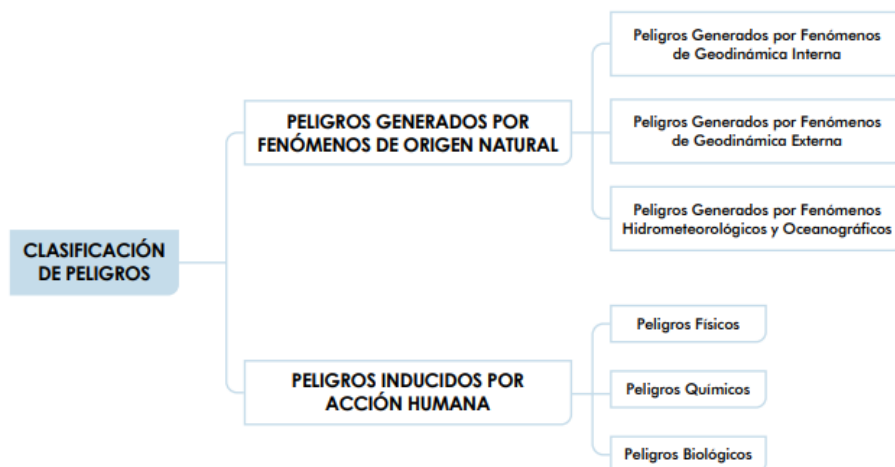 CLASIFICACIÓN
DE PELIGROS
PELIGROS GENERADOS POR
FENÓMENOS DE ORIGEN NATURAL
Peligros Generados por Fenómenos
de Geodinámica Interna
Peligros Generados por Fenómenos
de Geodinámica Externa
Peligros Generados por Fenómenos
Hidrometeorológicos y Oceanográficos
PELIGROS INDUCIDOS POR
ACCIÓN HUMANA
Peligros Físicos
Peligros Químicos
Peligros Biológicos